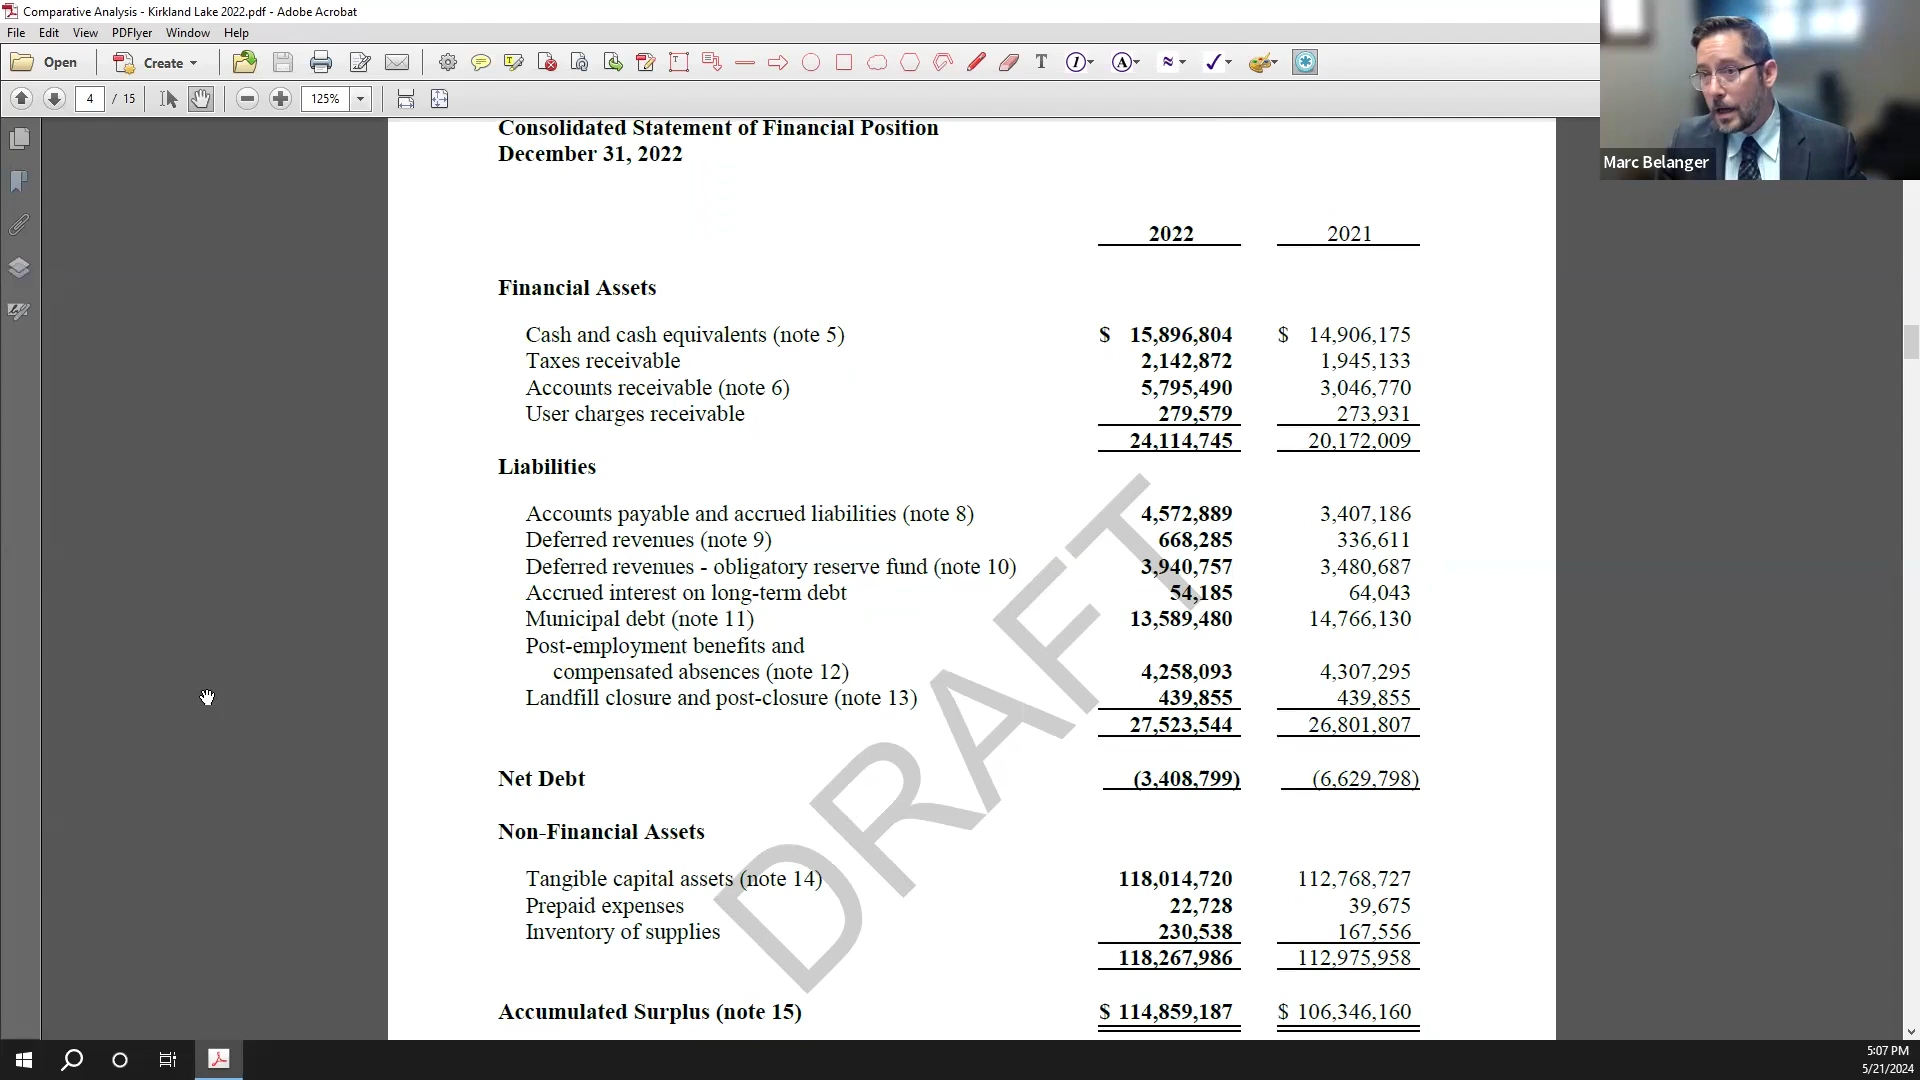 Comparative Analysis - Kirkland Lake 2022.pdf - Adobe Acrobat
File Edit View PDFlyer Window Help
Open Create
4 / 15 125%
Marc Belanger
Consolidated Statement of Financial Position
December 31, 2022
2022 2021
Financial Assets
Cash and cash equivalents (note 5) $ 15,896,804 $ 14,906,175
Taxes receivable 2,142,872 1,945,133
Accounts receivable (note 6) 5,795,490 3,046,770
User charges receivable 279,579 273,931
24,114,745 20,172,009
Liabilities
Accounts payable and accrued liabilities (note 8) 4,572,889 3,407,186
Deferred revenues (note 9) 668,285 336,611
Deferred revenues - obligatory reserve fund (note 10) 3,940,757 3,480,687
Accrued interest on long-term debt 54,185 64,043
Municipal debt (note 11) 13,589,480 14,766,130
Post-employment benefits and
compensated absences (note 12) 4,258,093 4,307,295
Landfill closure and post-closure (note 13) 439,855 439,855
27,523,544 26,801,807
Net Debt (3,408,799) (6,629,798)
Non-Financial Assets
Tangible capital assets (note 14) 118,014,720 112,768,727
Prepaid expenses 22,728 39,675
Inventory of supplies 230,538 167,556
118,267,986 112,975,958
Accumulated Surplus (note 15) $ 114,859,187 $ 106,346,160
DRAFT
5:07 PM
5/21/2024